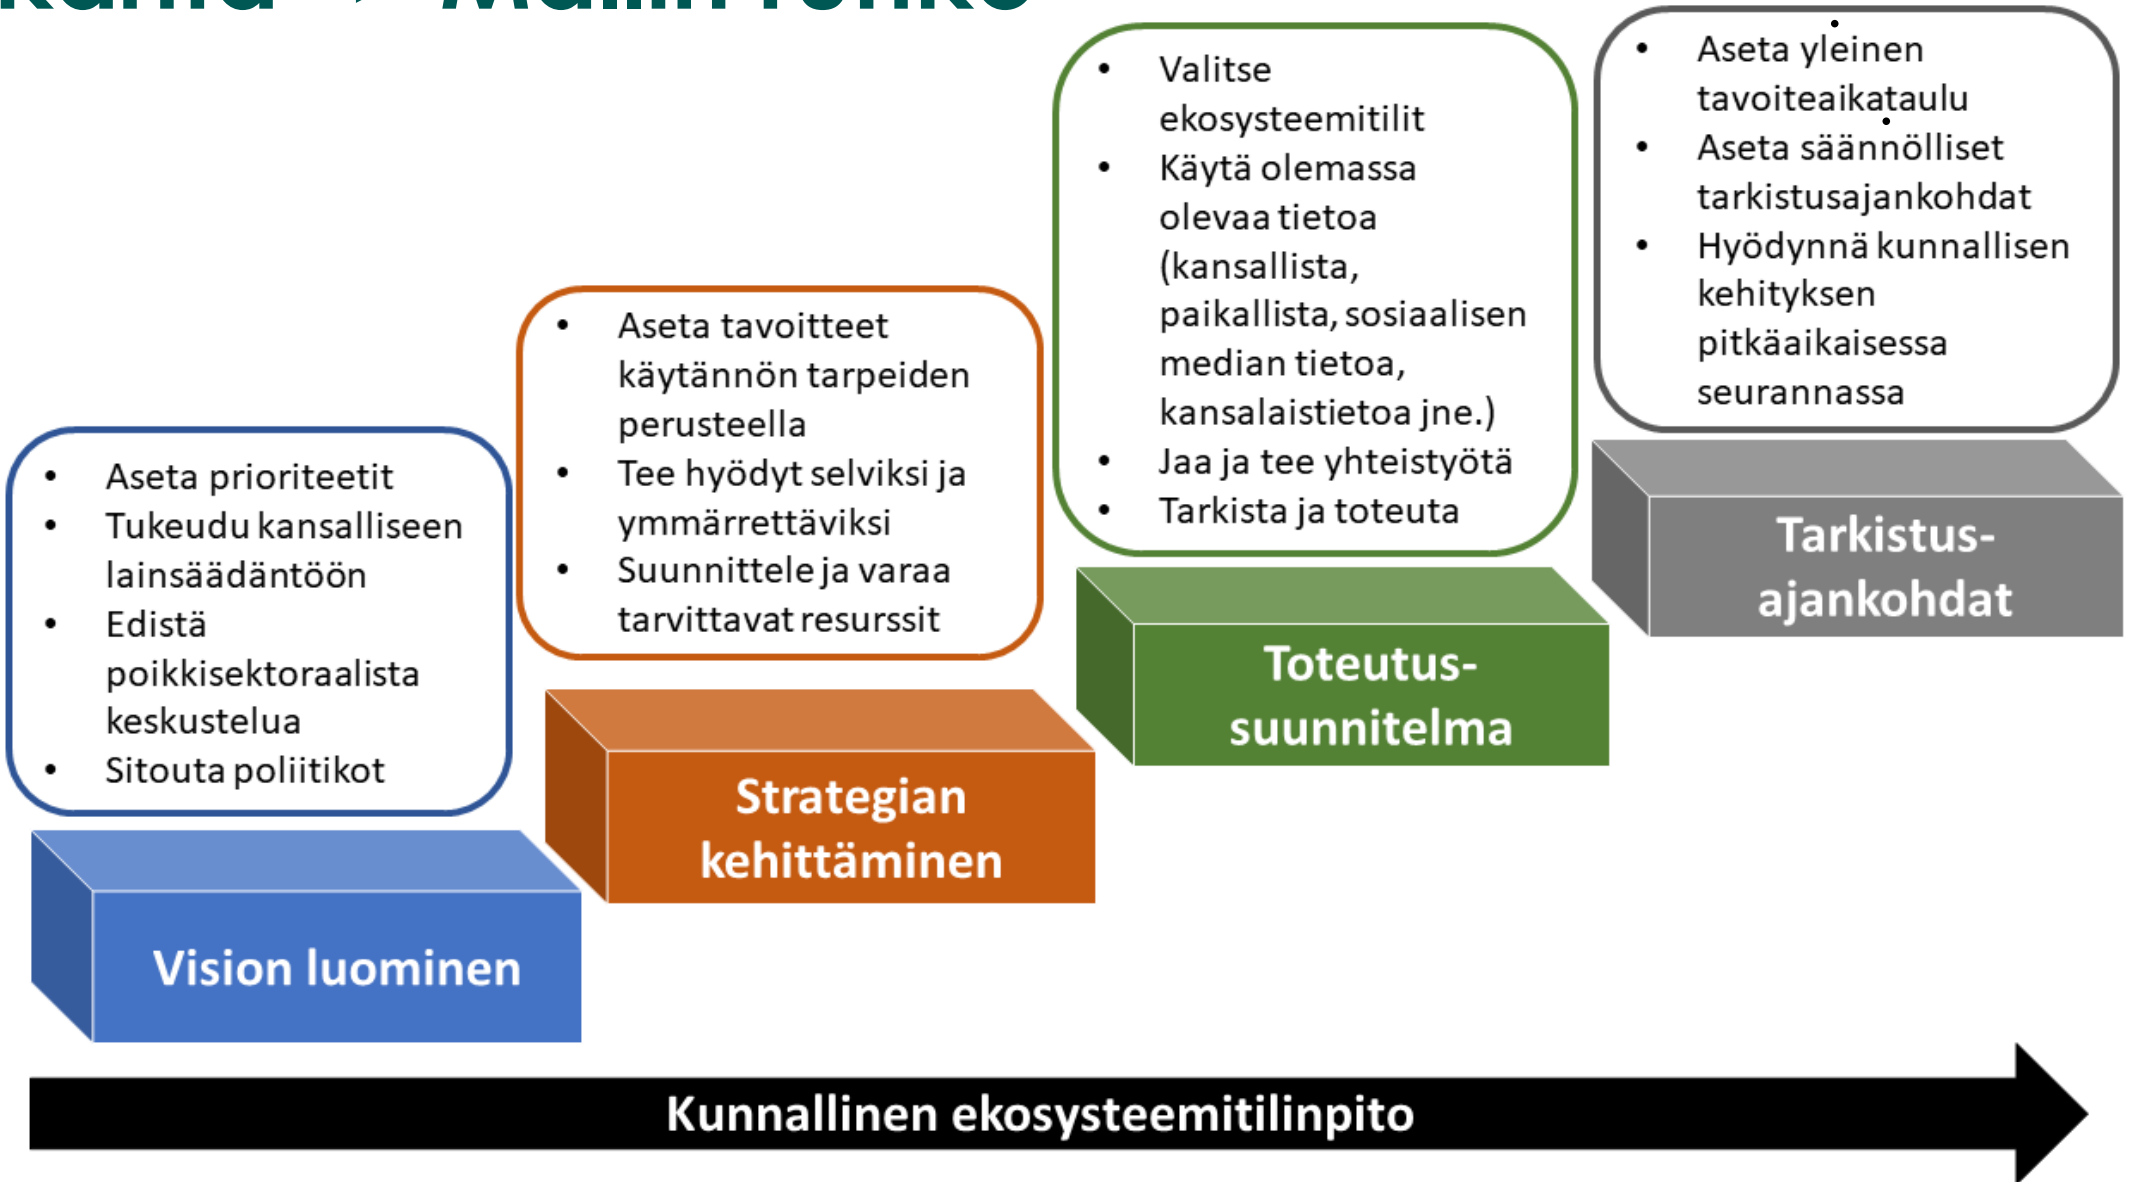 Aseta prioriteetit
Tukeudu kansalliseen
lainsäädäntöön
Edistä
poikkisektoraalista
keskustelua
Sitouta poliitikot
Vision luominen
Aseta tavoitteet
käytännön tarpeiden
perusteella
Tee hyödyt selviksi ja
ymmärrettäviksi
Suunnittele ja varaa
tarvittavat resurssit
Strategian
kehittäminen
Valitse
ekosysteemitilit
Käytä olemassa
olevaa tietoa
(kansallista,
paikallista, sosiaalisen
median tietoa,
kansalaistietoa jne.)
Jaa ja tee yhteistyötä
Tarkista ja toteuta
Toteutus-
suunnitelma
Aseta yleinen
tavoiteaikataulu
Aseta säännölliset
tarkistusajankohdat
Hyödynnä kunnallisen
kehityksen
pitkäaikaisessa
seurannassa
Tarkistus-
ajankohdat
Kunnallinen ekosysteemitilinpito